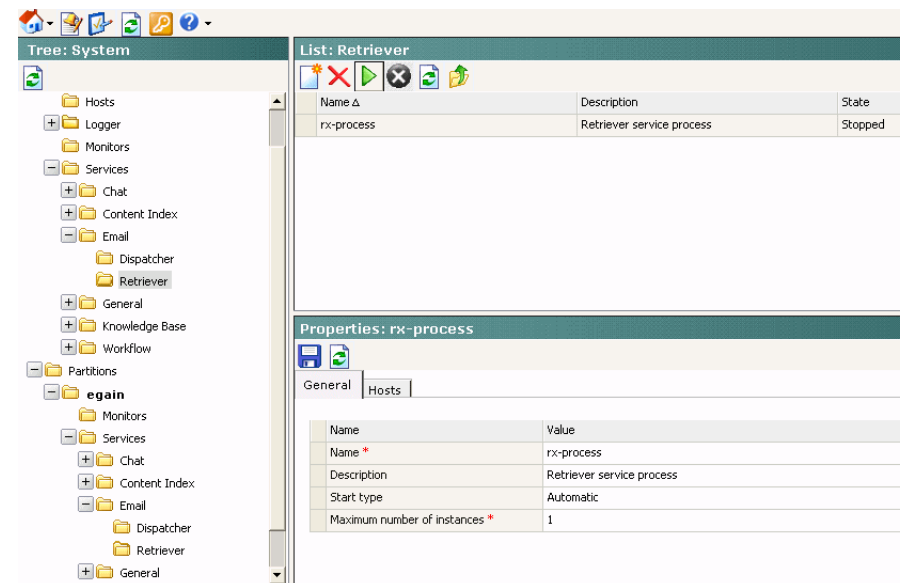 Tree: System
Hosts
Logger
Monitors
Services
Chat
Content Index
Email
Dispatcher
Retriever
General
Knowledge Base
Workflow
Partitions
egain
Monitors
Services
Chat
Content Index
Email
Dispatcher
Retriever
General
List: Retriever
Name Description State
rx-process Retriever service process Stopped
Properties: rx-process
General Hosts
Name Value
Name * rx-process
Description Retriever service process
Start type Automatic
Maximum number of instances * 1